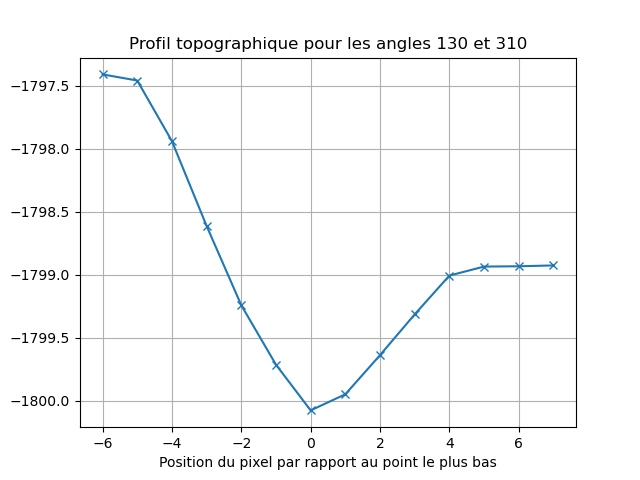 Profil topographique pour les angles 130 et 310
−1797.5
−1798.0
−1798.5
−1799.0
−1799.5
−1800.0
−6 −4 −2 0 2 4 6
Position du pixel par rapport au point le plus bas